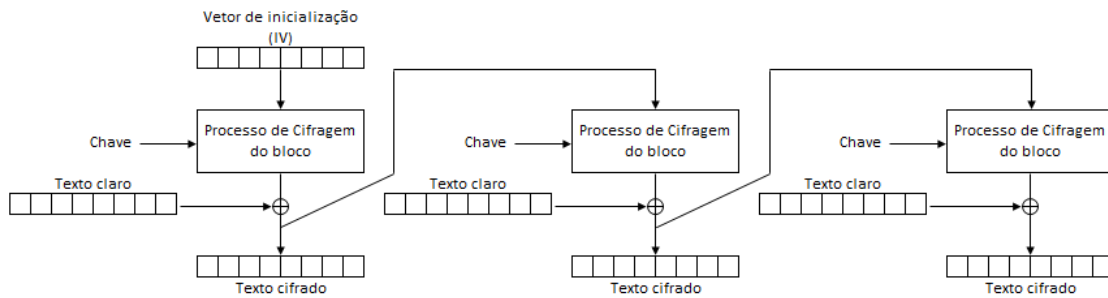 Vetor de inicialização
(IV)
Chave
Processo de Cifragem
do bloco
Chave
Processo de Cifragem
do bloco
Chave
Processo de Cifragem
do bloco
Texto claro
Texto claro
Texto claro
Texto cifrado
Texto cifrado
Texto cifrado